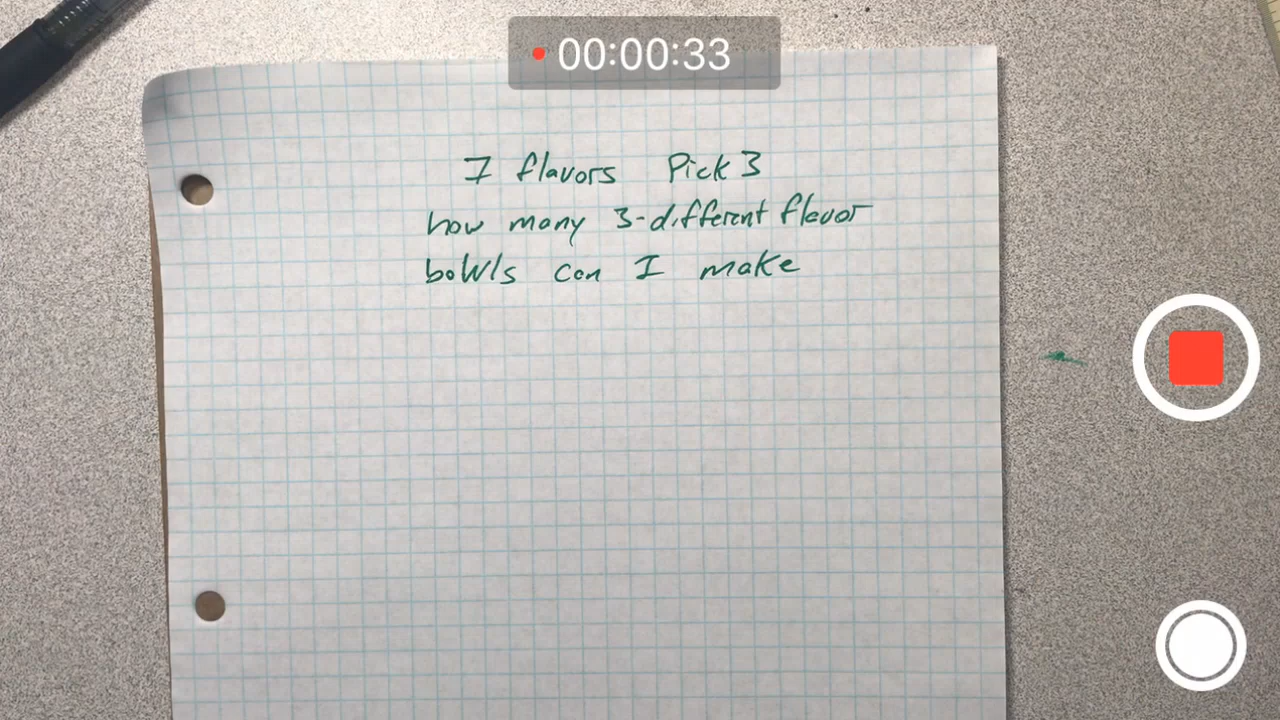 00:00:33
7 flavors Pick 3
how many 3-different flavor
bowls can I make